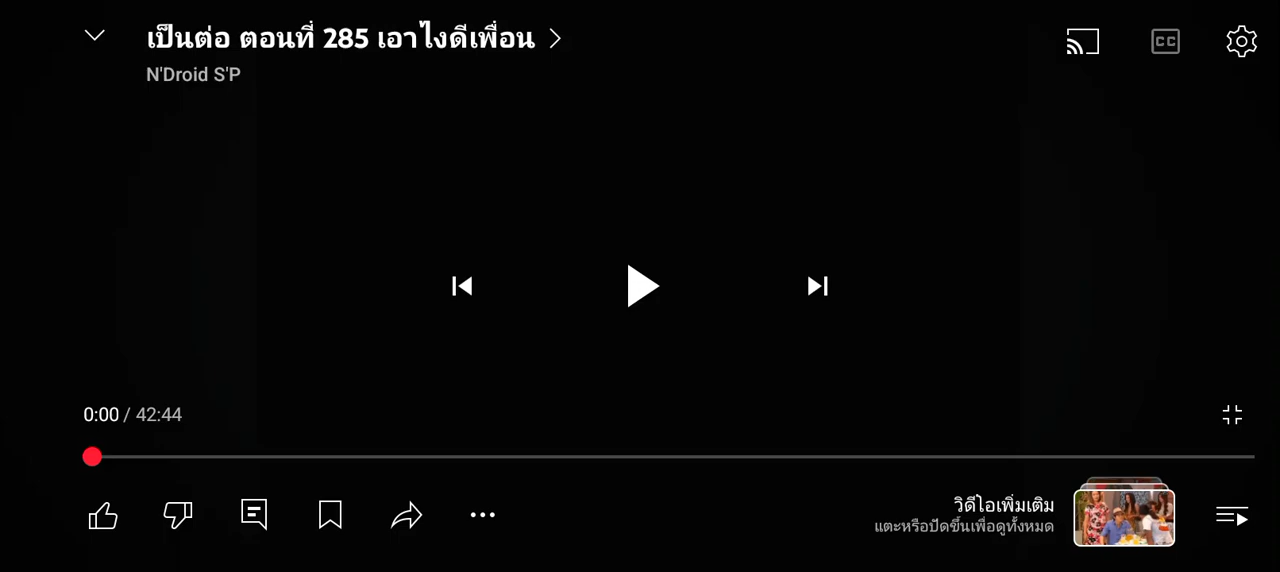 เป็นต่อ ตอนที่ 285 เอาไงดีเพื่อน
N'Droid S'P
CC
0:00 / 42:44
วิดีโอเพิ่มเติม
แตะหรือปัดขึ้นเพื่อดูทั้งหมด